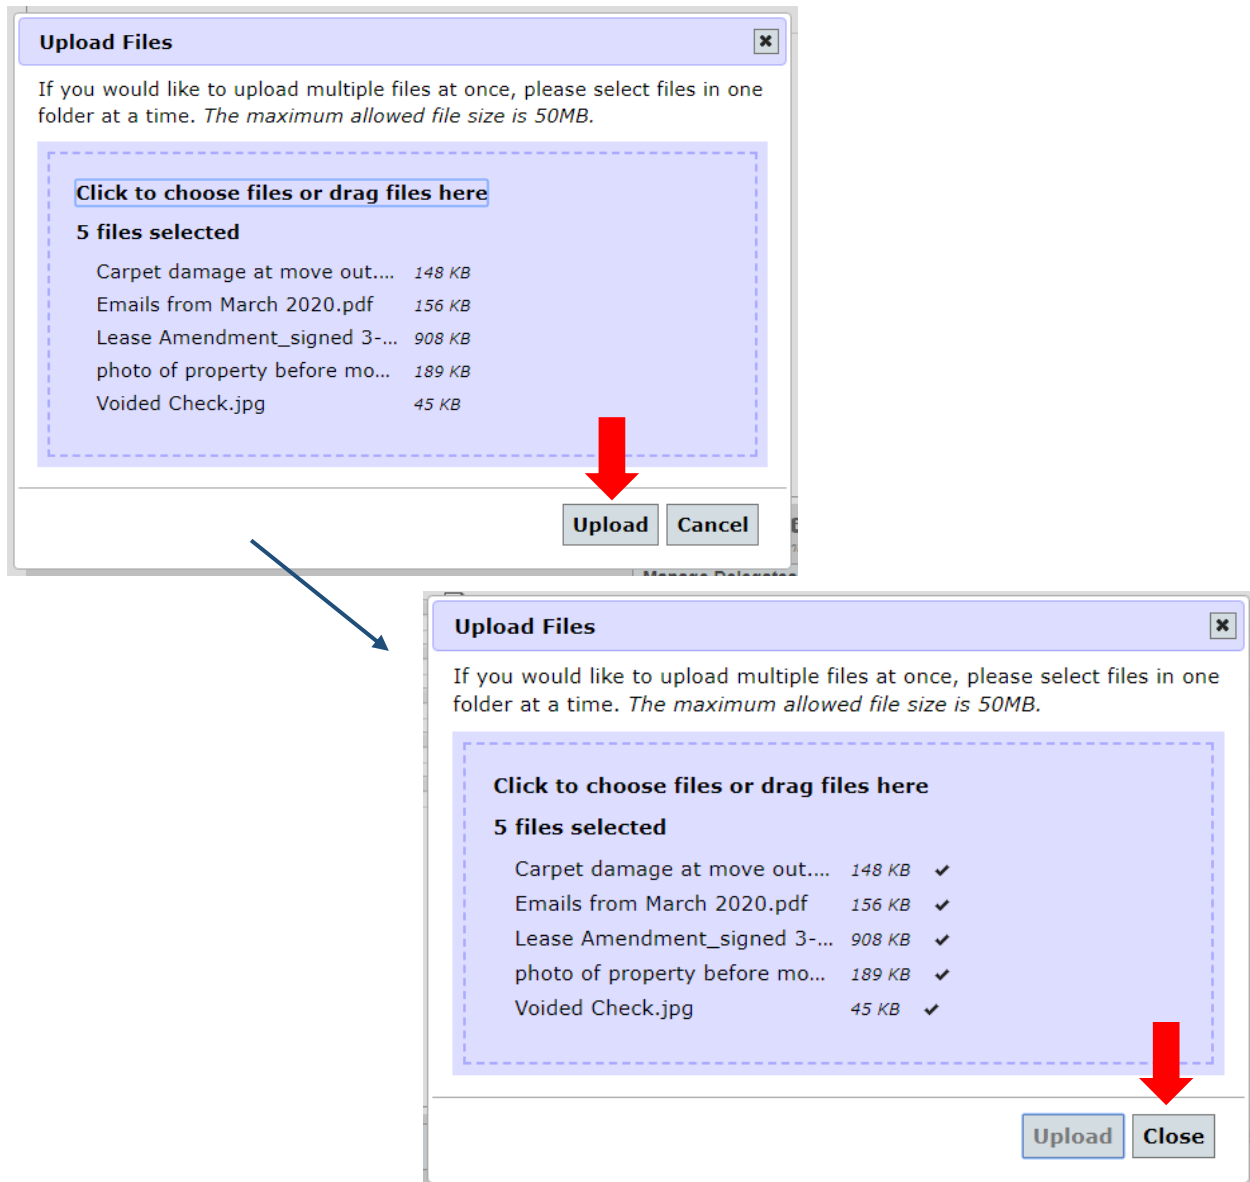 Upload Files
If you would like to upload multiple files at once, please select files in one
folder at a time. The maximum allowed file size is 50MB.
Click to choose files or drag files here
5 files selected
Carpet damage at move out.... 148 KB
Emails from March 2020.pdf 156 KB
Lease Amendment_signed 3-... 908 KB
photo of property before mo... 189 KB
Voided Check.jpg 45 KB
Upload Cancel
Manage Delegates
Upload Files
If you would like to upload multiple files at once, please select files in one
folder at a time. The maximum allowed file size is 50MB.
Click to choose files or drag files here
5 files selected
Carpet damage at move out.... 148 KB ✔
Emails from March 2020.pdf 156 KB ✔
Lease Amendment_signed 3-... 908 KB ✔
photo of property before mo... 189 KB ✔
Voided Check.jpg 45 KB ✔
Upload Close